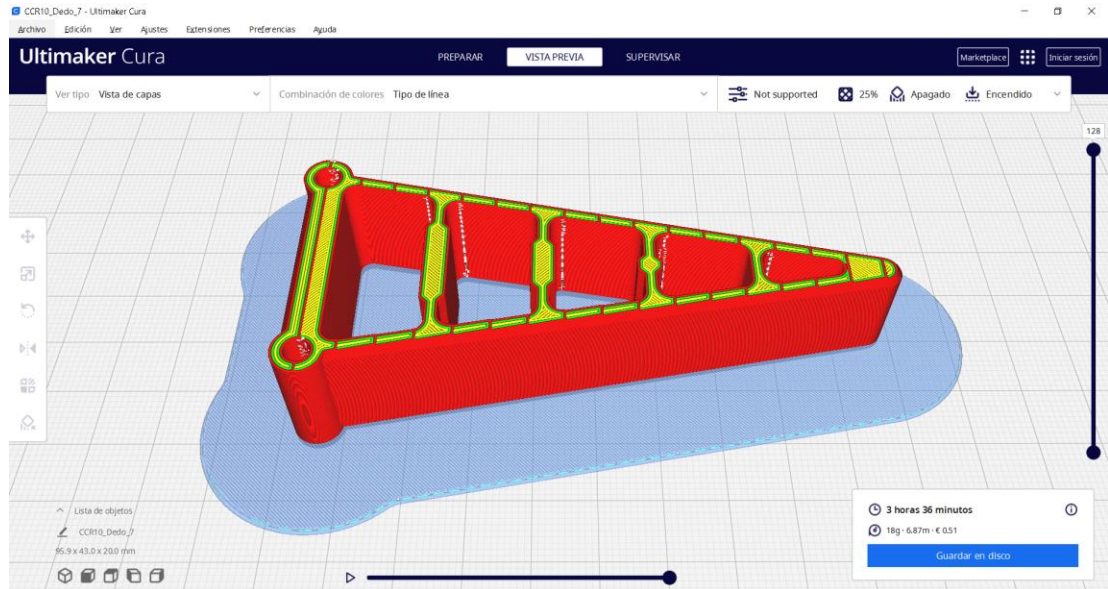 CCR10_Dedo_7 - Ultimaker Cura
Archivo Edición Ver Ajustes Extensiones Preferencias Ayuda
Ultimaker Cura PREPARAR VISTA PREVIA SUPERVISAR Marketplace Iniciar sesión
Ver tipo Vista de capas Combinación de colores Tipo de línea Not supported 25% Apagado Encendido
128
Lista de objetos
CCR10_Dedo_7
95.9 x 43.0 x 20.0 mm
3 horas 36 minutos
18g · 6.87m · € 0.51
Guardar en disco